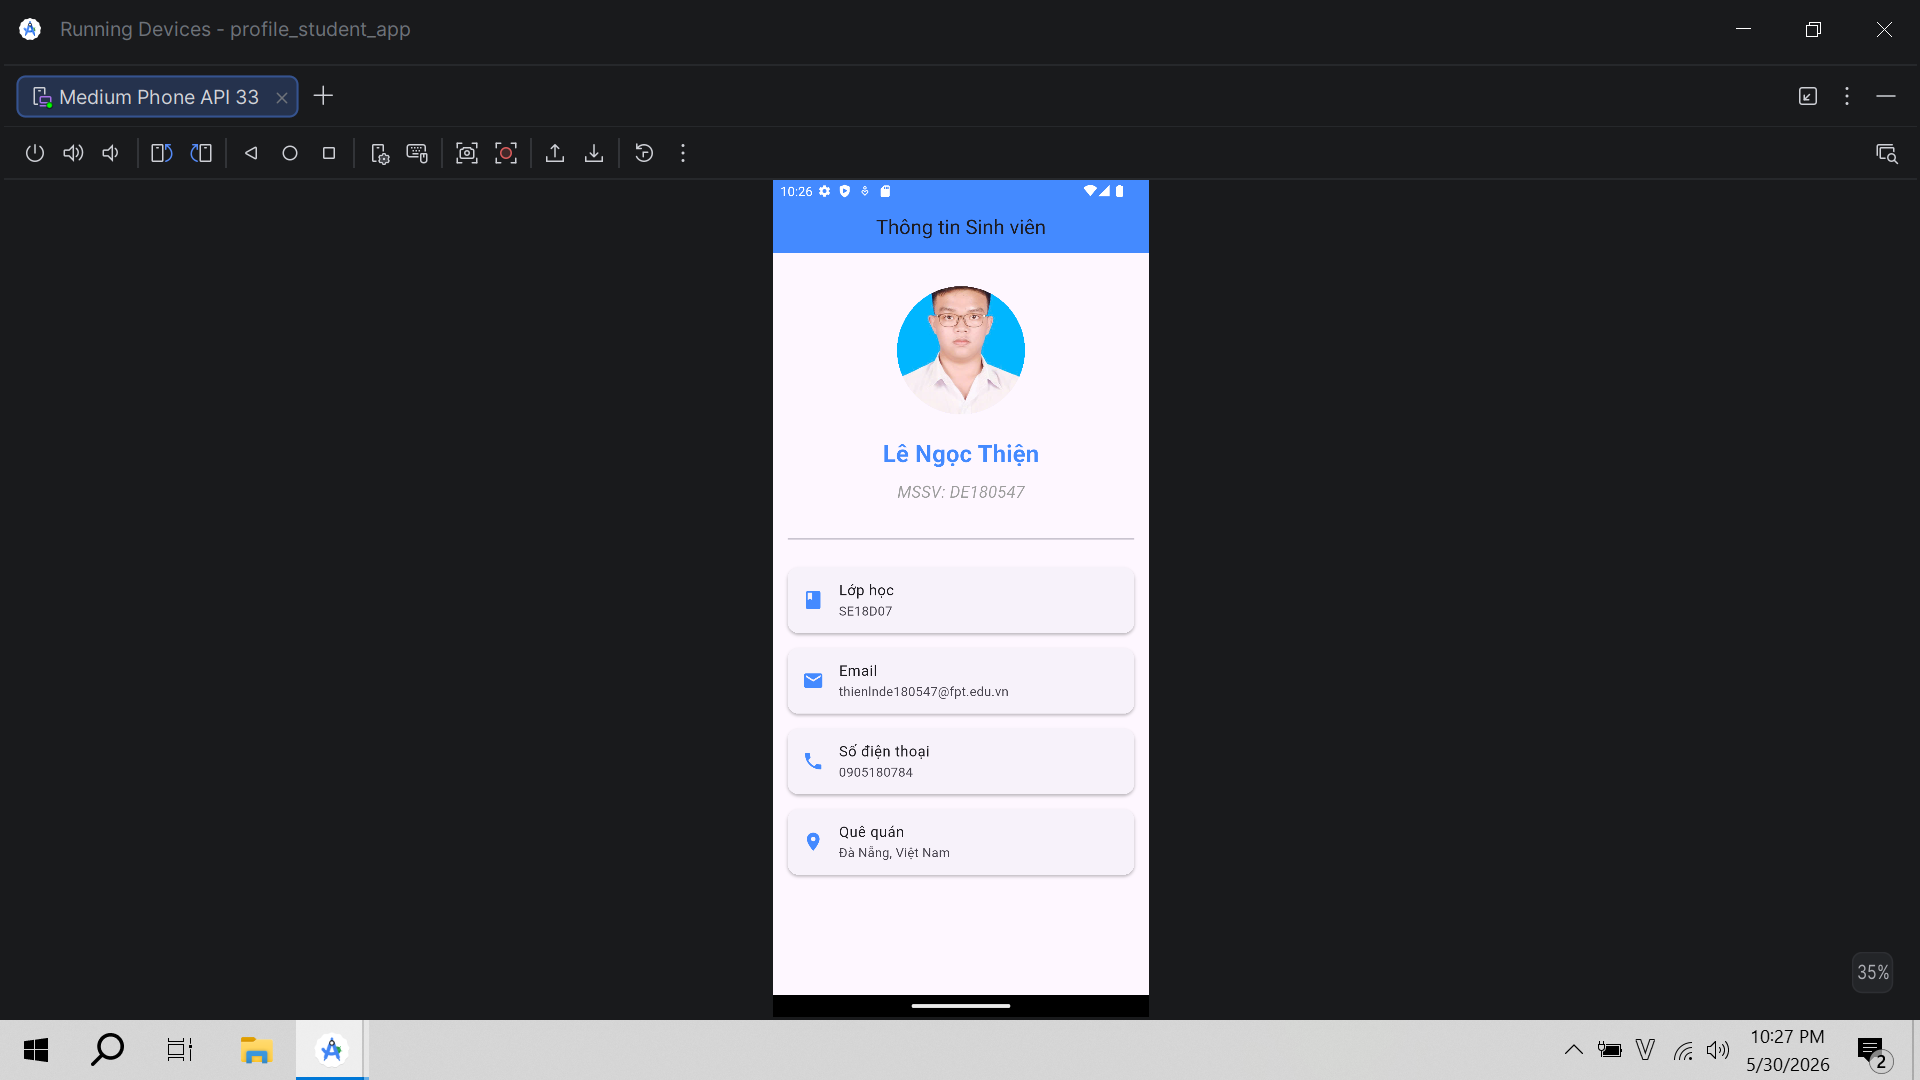 Running Devices - profile_student_app
Medium Phone API 33
10:26
Thông tin Sinh viên
Lê Ngọc Thiện
MSSV: DE180547
Lớp học
SE18D07
Email
thienlnde180547@fpt.edu.vn
Số điện thoại
0905180784
Quê quán
Đà Nẵng, Việt Nam
35%
10:27 PM
5/30/2026
2